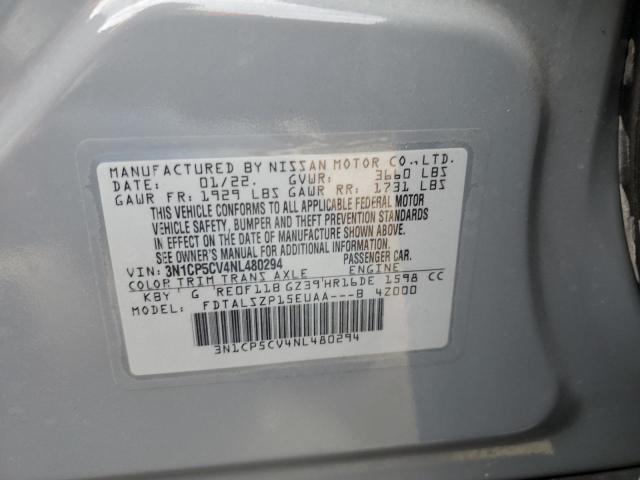 MANUFACTURED BY NISSAN MOTOR CO.,LTD.
DATE: 01/22. GVWR: 3660 LBS
GAWR FR: 1929 LBS GAWR RR: 1731 LBS
THIS VEHICLE CONFORMS TO ALL APPLICABLE FEDERAL MOTOR
VEHICLE SAFETY, BUMPER, AND THEFT PREVENTION STANDARDS
IN EFFECT ON THE DATE OF MANUFACTURE SHOWN ABOVE.
SEE OWNER'S MANUAL FOR ADDITIONAL INFORMATION.
VIN: 3N1CP5CV4NL480294 PASSENGER CAR.
COLOR TRIM TRANS AXLE ENGINE
KBY G RE0F11B GZ39 HR16DE 1598 CC
FDTALSZP15EUAA---B 4Z000
3N1CP5CV4NL480294